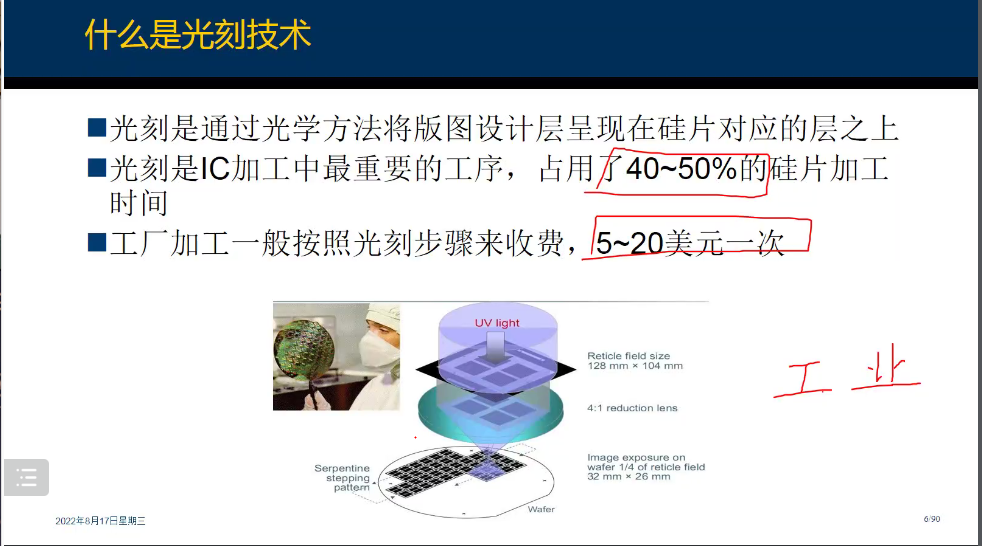 什么是光刻技术
■光刻是通过光学方法将版图设计层呈现在硅片对应的层之上
■光刻是IC加工中最重要的工序，占用了40~50%的硅片加工
时间
■工厂加工一般按照光刻步骤来收费，5~20美元一次
UV light
Reticle field size
128 mm × 104 mm
4:1 reduction lens
Image exposure on
wafer 1/4 of reticle field
32 mm × 26 mm
Serpentine
stepping
pattern
Wafer
工业
2022年8月17日星期三
6/90